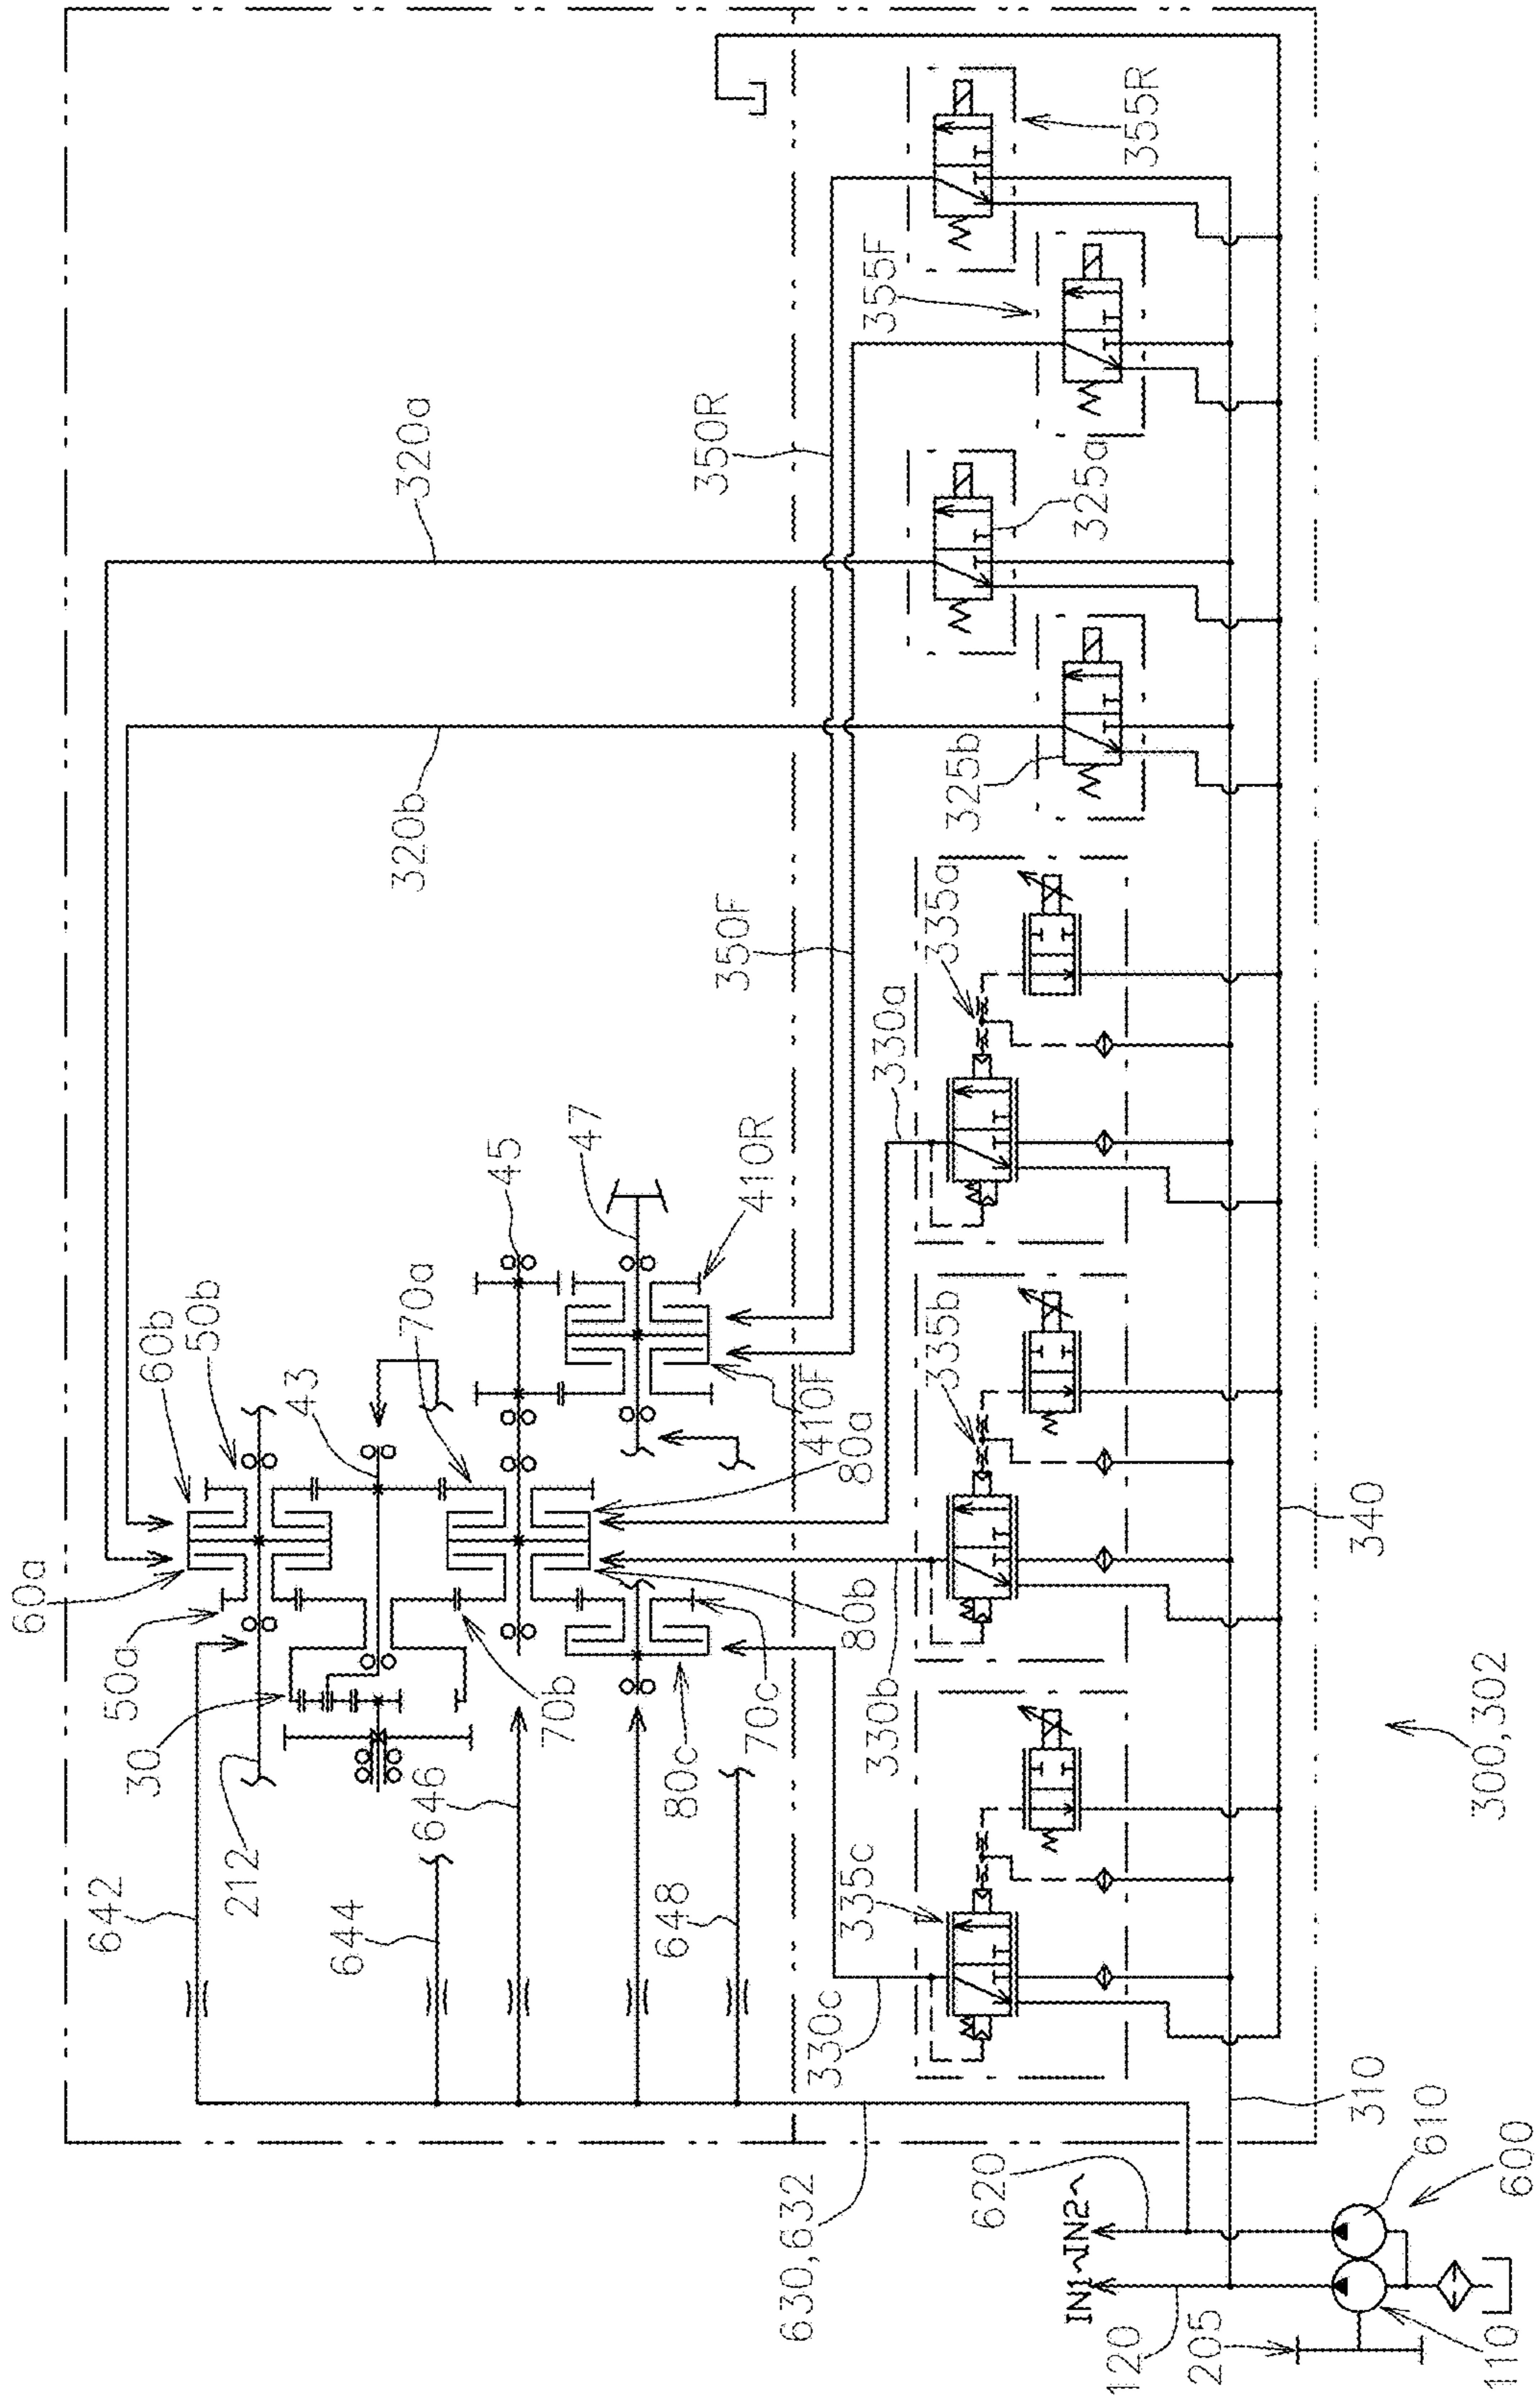 60a
50a
30
212
642
644
646
648
60b
50b
43
70a
70b
45
47
410R
410F
80a
80b
70c
80c
320a
320b
350R
350F
355R
355F
325a
325b
335a
330a
335b
330b
335c
330c
340
300,302
310
630,632
620
IN1~
IN2~
120
205
110
610
600